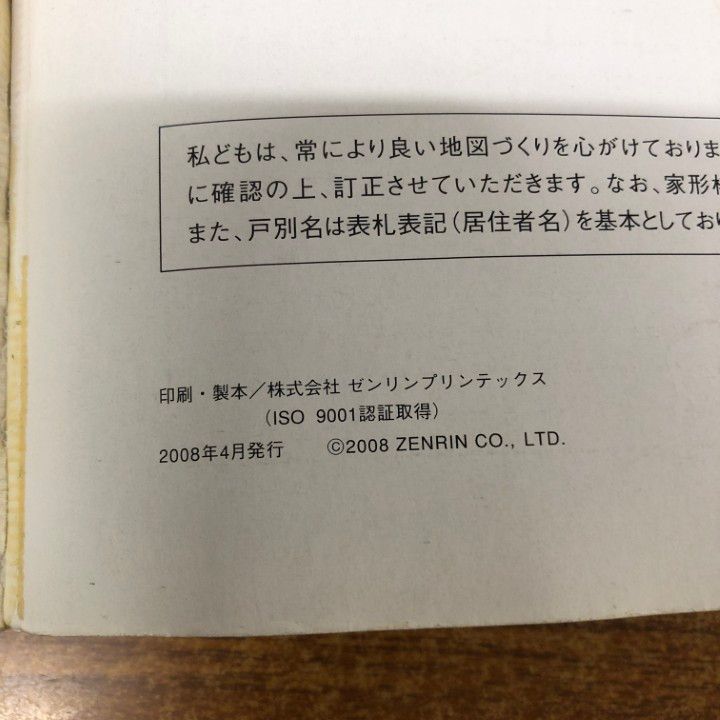 私どもは、常により良い地図づくりを心がけておりま
に確認の上、訂正させていただきます。なお、家形
また、戸別名は表札表記（居住者名）を基本としてお
印刷・製本／株式会社 ゼンリンプリンテックス
（ISO 9001認証取得）
2008年4月発行 ©2008 ZENRIN CO., LTD.